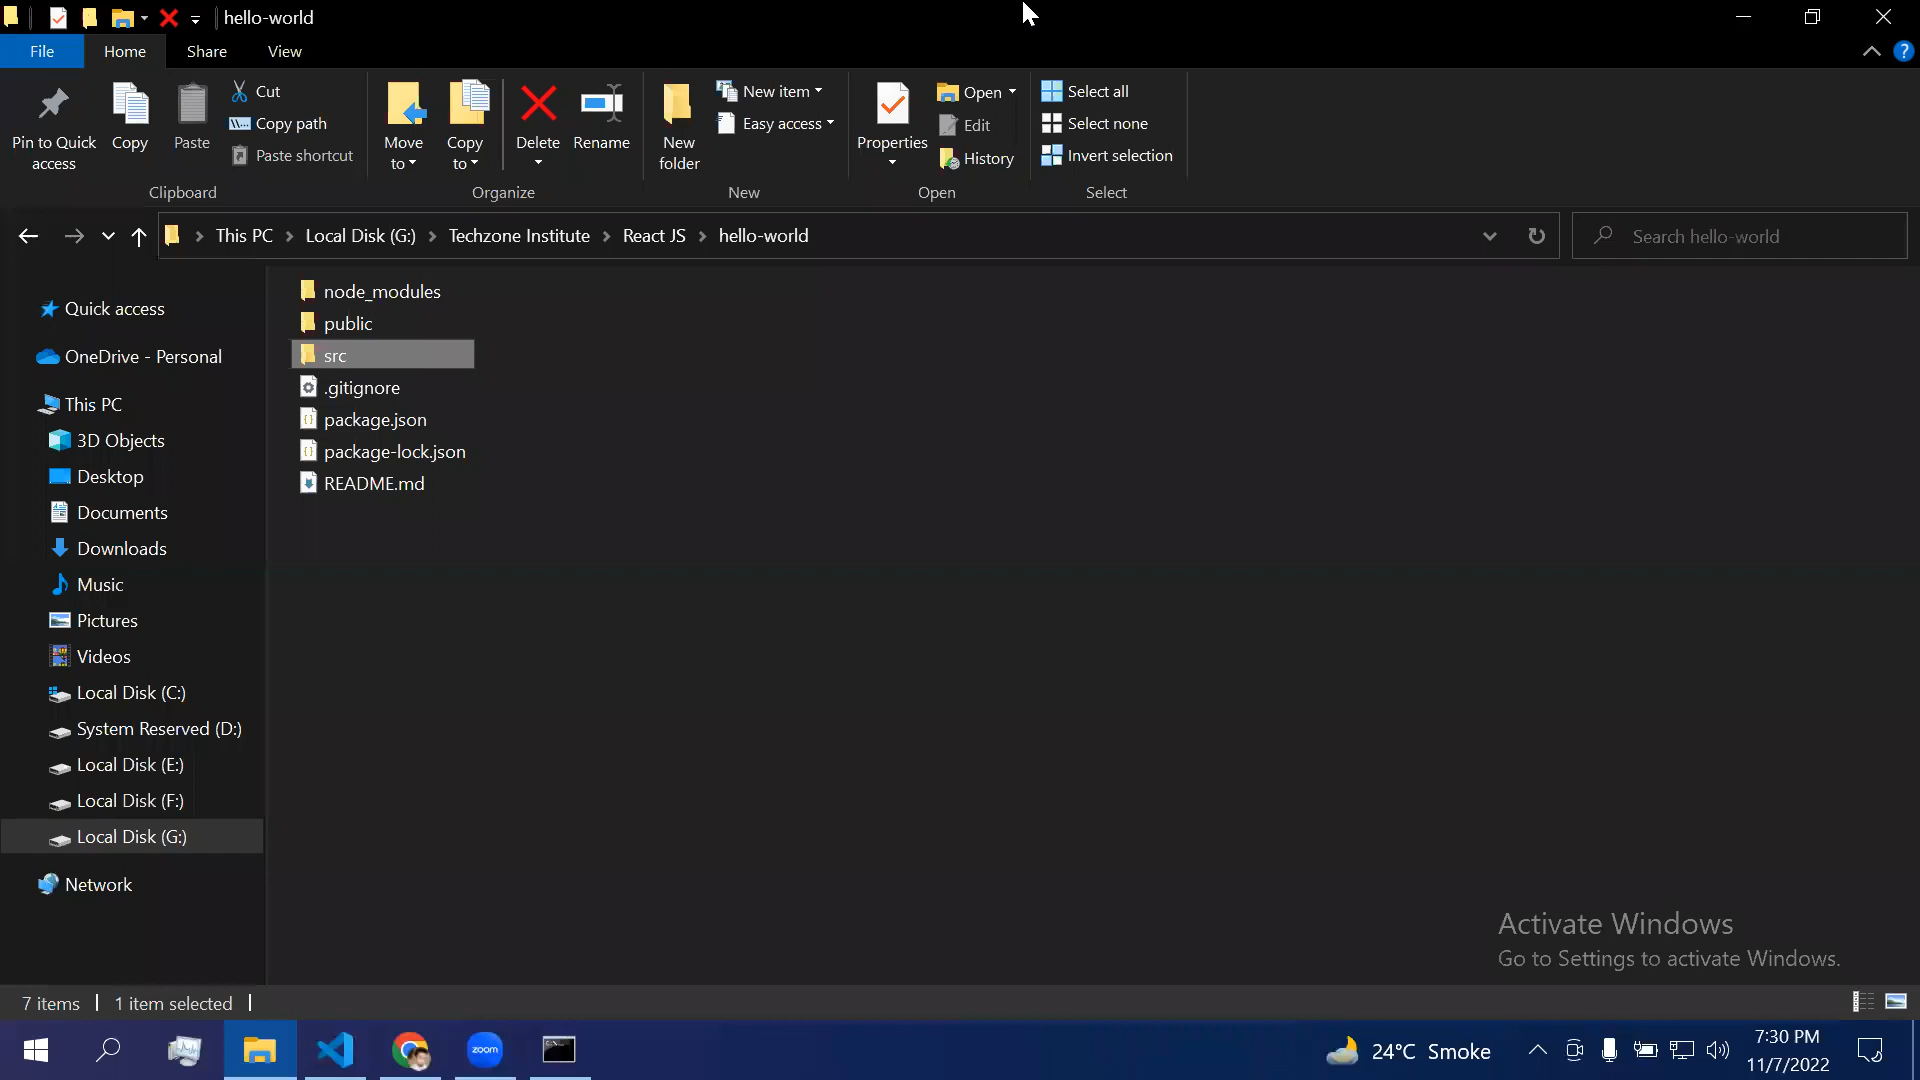 hello-world
File Home Share View
Pin to Quick access
Copy
Paste
Cut
Copy path
Paste shortcut
Clipboard
Move to
Copy to
Delete
Rename
Organize
New folder
New item
Easy access
New
Properties
Open
Edit
History
Open
Select all
Select none
Invert selection
Select
This PC > Local Disk (G:) > Techzone Institute > React JS > hello-world
Search hello-world
Quick access
OneDrive - Personal
This PC
3D Objects
Desktop
Documents
Downloads
Music
Pictures
Videos
Local Disk (C:)
System Reserved (D:)
Local Disk (E:)
Local Disk (F:)
Local Disk (G:)
Network
node_modules
public
src
.gitignore
package.json
package-lock.json
README.md
Activate Windows
Go to Settings to activate Windows.
7 items 1 item selected
zoom
24°C Smoke
7:30 PM
11/7/2022